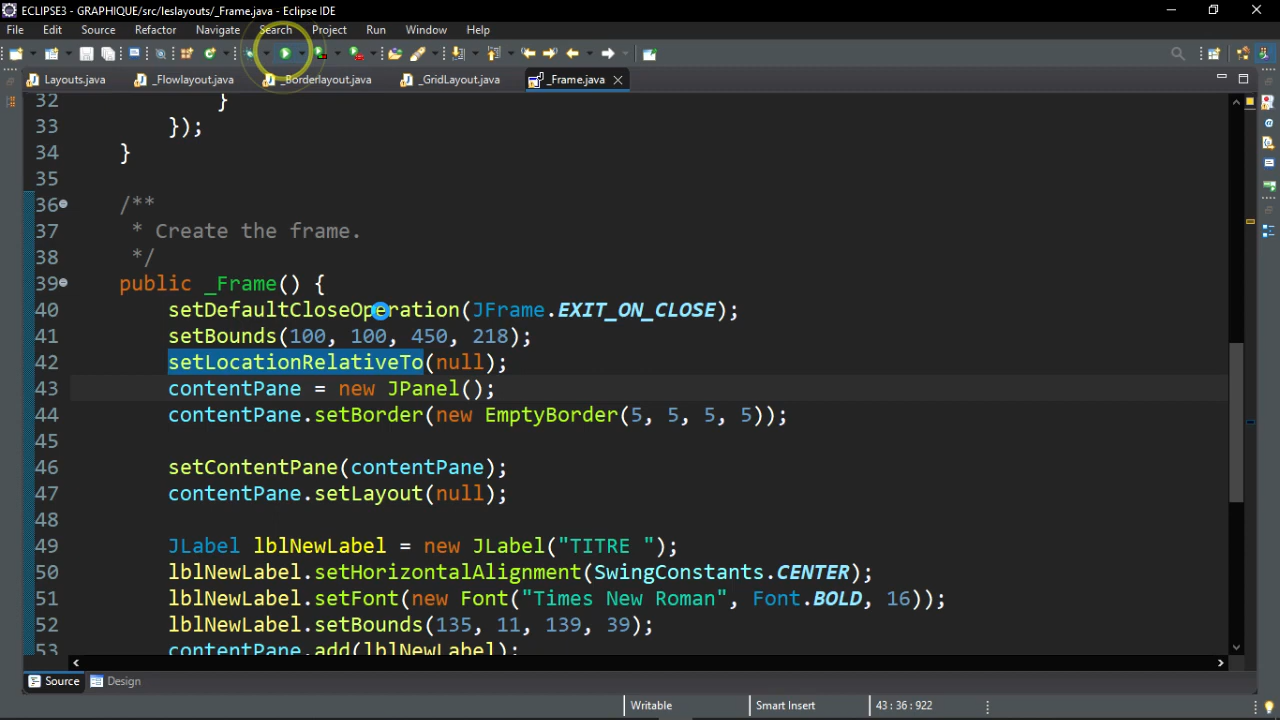 ECLIPSE3 - GRAPHIQUE/src/leslayouts/_Frame.java - Eclipse IDE
File Edit Source Refactor Navigate Search Project Run Window Help
Layouts.java _Flowlayout.java _Borderlayout.java _GridLayout.java _Frame.java
32 }
33 });
34 }
35
36 /**
37 * Create the frame.
38 */
39 public _Frame() {
40 setDefaultCloseOperation(JFrame.EXIT_ON_CLOSE);
41 setBounds(100, 100, 450, 218);
42 setLocationRelativeTo(null);
43 contentPane = new JPanel();
44 contentPane.setBorder(new EmptyBorder(5, 5, 5, 5));
45
46 setContentPane(contentPane);
47 contentPane.setLayout(null);
48
49 JLabel lblNewLabel = new JLabel("TITRE ");
50 lblNewLabel.setHorizontalAlignment(SwingConstants.CENTER);
51 lblNewLabel.setFont(new Font("Times New Roman", Font.BOLD, 16));
52 lblNewLabel.setBounds(135, 11, 139, 39);
53 contentPane.add(lblNewLabel);
Source Design
Writable Smart Insert 43 : 36 : 922